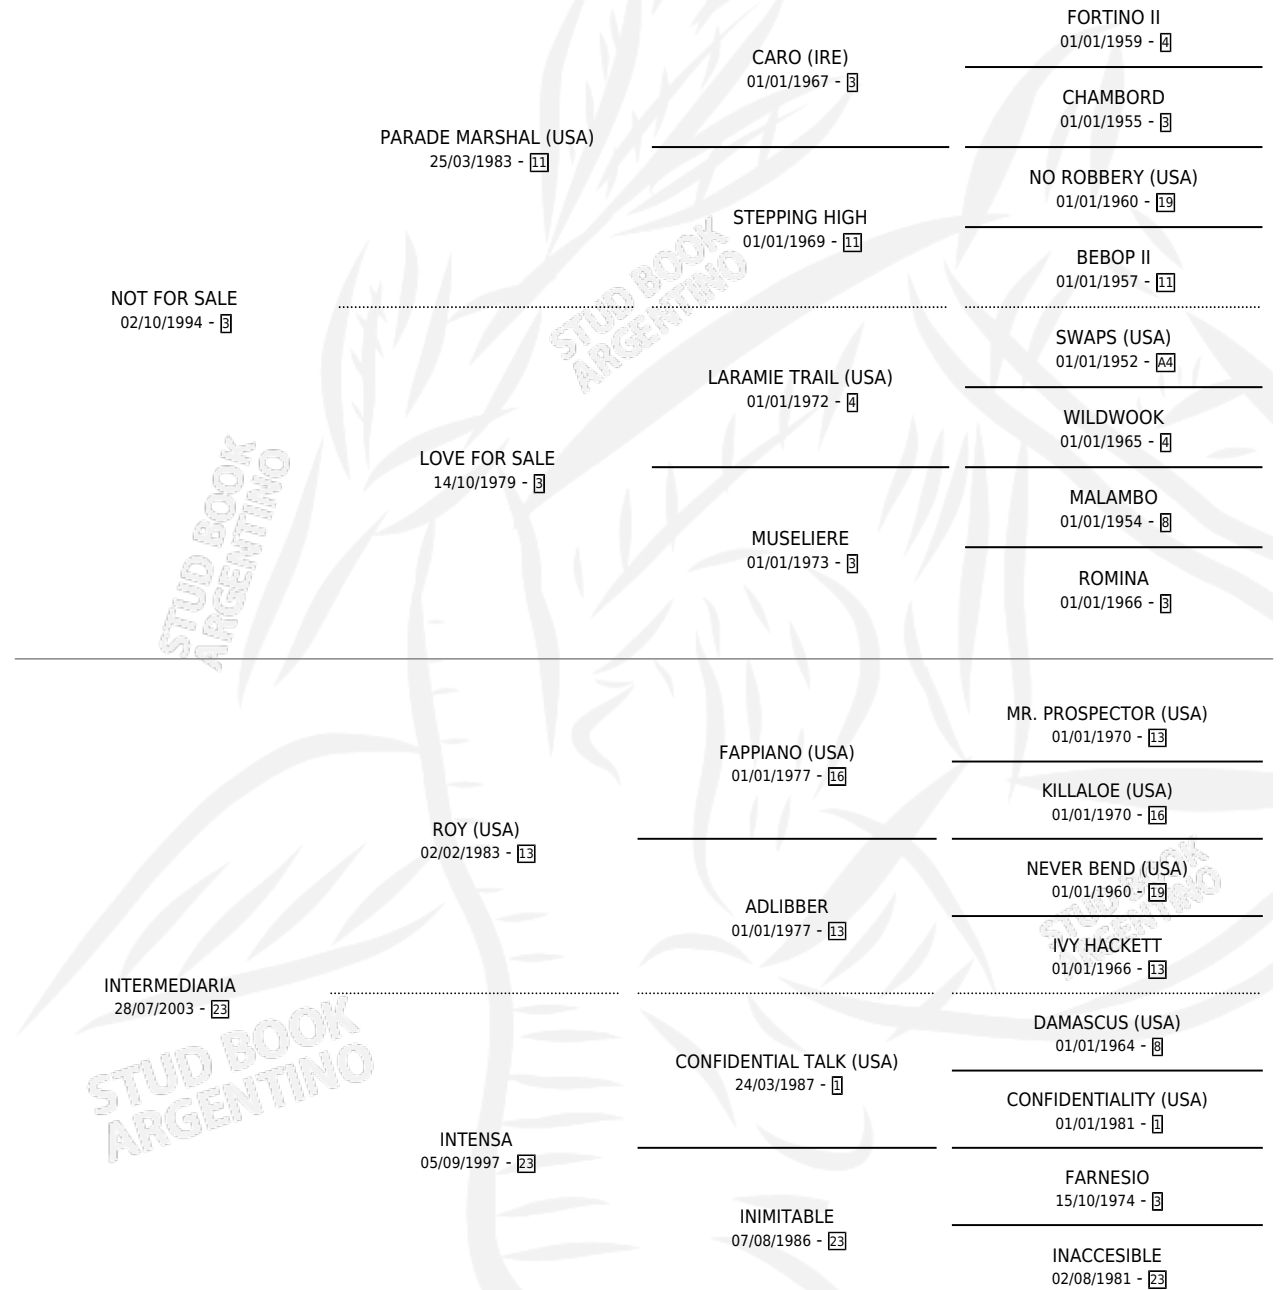 FORTINO II
01/01/1959 - 4
CARO (IRE)
01/01/1967 - 3
CHAMBORD
01/01/1955 - 3
PARADE MARSHAL (USA)
25/03/1983 - 11
NO ROBBERY (USA)
01/01/1960 - 19
STEPPING HIGH
01/01/1969 - 11
BEBOP II
01/01/1957 - 11
NOT FOR SALE
02/10/1994 - 3
STUD BOOK
ARGENTINO
SWAPS (USA)
01/01/1952 - A4
LARAMIE TRAIL (USA)
01/01/1972 - 4
WILDWOOK
01/01/1965 - 4
LOVE FOR SALE
14/10/1979 - 3
MALAMBO
01/01/1954 - 8
MUSELIERE
01/01/1973 - 3
ROMINA
01/01/1966 - 3
STUD BOOK
ARGENTINO
MR. PROSPECTOR (USA)
01/01/1970 - 13
FAPPIANO (USA)
01/01/1977 - 16
KILLALOE (USA)
01/01/1970 - 16
ROY (USA)
02/02/1983 - 13
NEVER BEND (USA)
01/01/1960 - 19
ADLIBBER
01/01/1977 - 13
STUD BOOK
ARGENTINO
IVY HACKETT
01/01/1966 - 13
INTERMEDIARIA
28/07/2003 - 23
DAMASCUS (USA)
01/01/1964 - 8
CONFIDENTIAL TALK (USA)
24/03/1987 - 1
STUD BOOK
ARGENTINO
CONFIDENTIALITY (USA)
01/01/1981 - 1
INTENSA
05/09/1997 - 23
FARNESIO
15/10/1974 - 3
INIMITABLE
07/08/1986 - 23
INACCESIBLE
02/08/1981 - 23